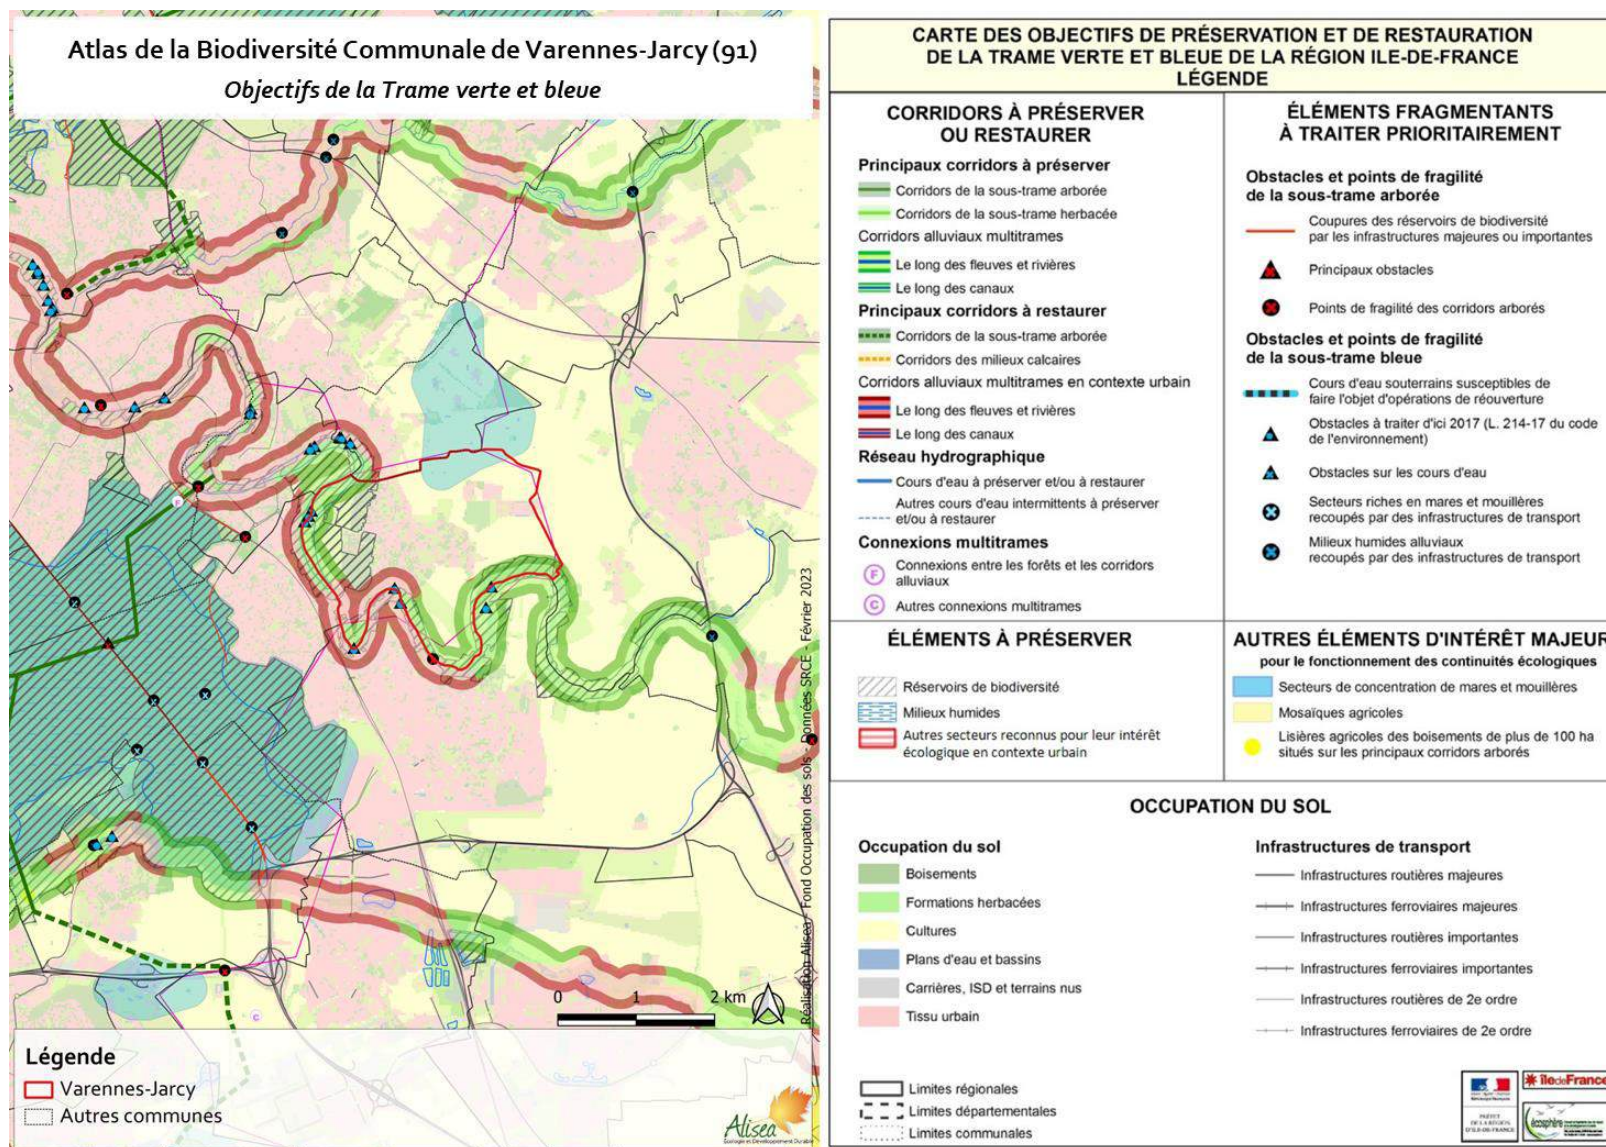 Atlas de la Biodiversité Communale de Varennes-Jarcy (91)
Objectifs de la Trame verte et bleue
F
C
0 1 2 km
Réalisation Alisea - Fond Occupation des sols - Données SRCE - Février 2023
Légende
Varennes-Jarcy
Autres communes
Alisea
Ecologie et Développement Durable
CARTE DES OBJECTIFS DE PRÉSERVATION ET DE RESTAURATION
DE LA TRAME VERTE ET BLEUE DE LA RÉGION ILE-DE-FRANCE
LÉGENDE
CORRIDORS À PRÉSERVER
OU RESTAURER
Principaux corridors à préserver
Corridors de la sous-trame arborée
Corridors de la sous-trame herbacée
Corridors alluviaux multitrames
Le long des fleuves et rivières
Le long des canaux
Principaux corridors à restaurer
Corridors de la sous-trame arborée
Corridors des milieux calcaires
Corridors alluviaux multitrames en contexte urbain
Le long des fleuves et rivières
Le long des canaux
Réseau hydrographique
Cours d'eau à préserver et/ou à restaurer
Autres cours d'eau intermittents à préserver
et/ou à restaurer
Connexions multitrames
F
Connexions entre les forêts et les corridors
alluviaux
C
Autres connexions multitrames
ÉLÉMENTS FRAGMENTANTS
À TRAITER PRIORITAIREMENT
Obstacles et points de fragilité
de la sous-trame arborée
Coupures des réservoirs de biodiversité
par les infrastructures majeures ou importantes
Principaux obstacles
Points de fragilité des corridors arborés
Obstacles et points de fragilité
de la sous-trame bleue
Cours d'eau souterrains susceptibles de
faire l'objet d'opérations de réouverture
Obstacles à traiter d'ici 2017 (L. 214-17 du code
de l'environnement)
Obstacles sur les cours d'eau
Secteurs riches en mares et mouillères
recoupés par des infrastructures de transport
Milieux humides alluviaux
recoupés par des infrastructures de transport
ÉLÉMENTS À PRÉSERVER
Réservoirs de biodiversité
Milieux humides
Autres secteurs reconnus pour leur intérêt
écologique en contexte urbain
AUTRES ÉLÉMENTS D'INTÉRÊT MAJEUR
pour le fonctionnement des continuités écologiques
Secteurs de concentration de mares et mouillères
Mosaïques agricoles
Lisières agricoles des boisements de plus de 100 ha
situés sur les principaux corridors arborés
OCCUPATION DU SOL
Occupation du sol
Boisements
Formations herbacées
Cultures
Plans d'eau et bassins
Carrières, ISD et terrains nus
Tissu urbain
Infrastructures de transport
Infrastructures routières majeures
Infrastructures ferroviaires majeures
Infrastructures routières importantes
Infrastructures ferroviaires importantes
Infrastructures routières de 2e ordre
Infrastructures ferroviaires de 2e ordre
Limites régionales
Limites départementales
Limites communales
PRÉFET
DE LA RÉGION
D'ILE-DE-FRANCE
îledeFrance
écosphère